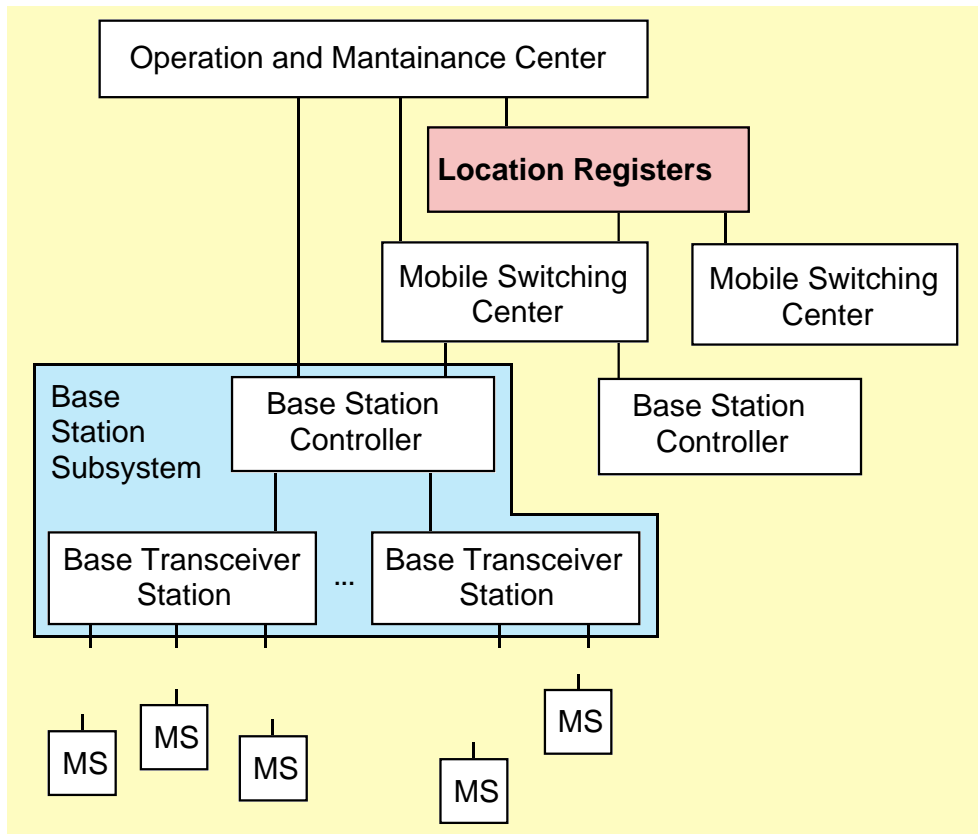 Operation and Mantainance Center
Location Registers
Mobile Switching
Center
Mobile Switching
Center
Base
Station
Subsystem
Base Station
Controller
Base Station
Controller
Base Transceiver
Station
...
Base Transceiver
Station
MS
MS
MS
MS
MS